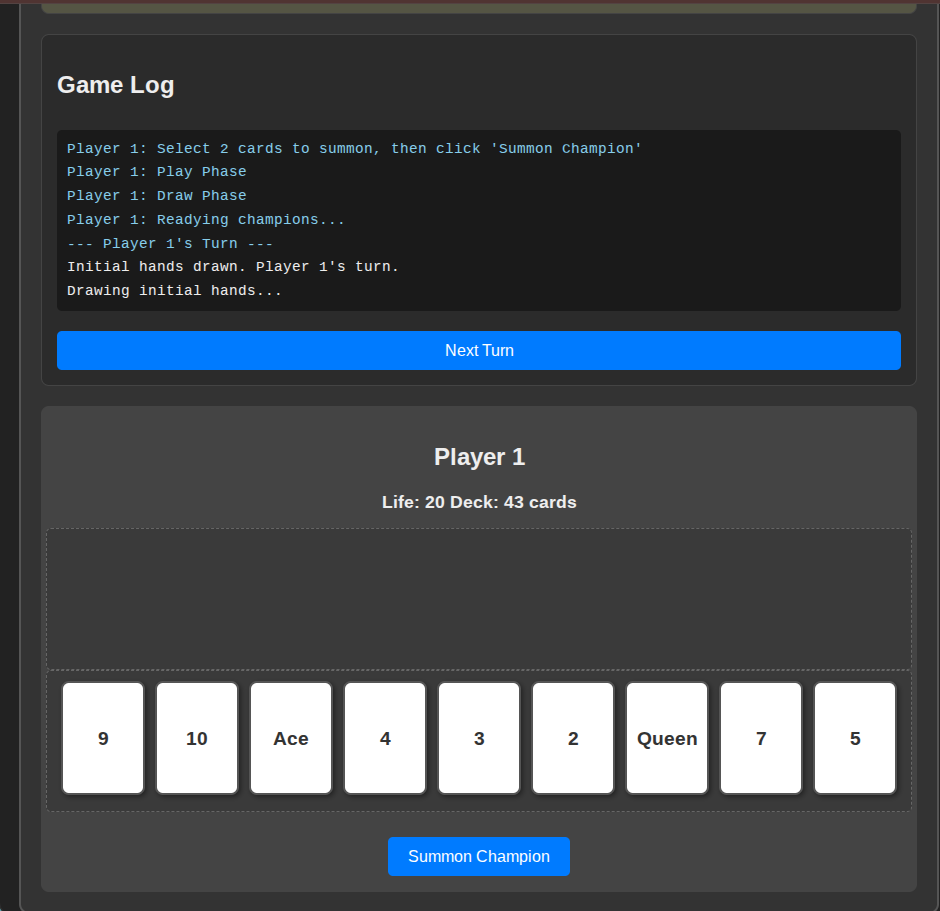 Game Log
Player 1: Select 2 cards to summon, then click 'Summon Champion'
Player 1: Play Phase
Player 1: Draw Phase
Player 1: Readying champions...
--- Player 1's Turn ---
Initial hands drawn. Player 1's turn.
Drawing initial hands...
Next Turn
Player 1
Life: 20 Deck: 43 cards
9 10 Ace 4 3 2 Queen 7 5
Summon Champion